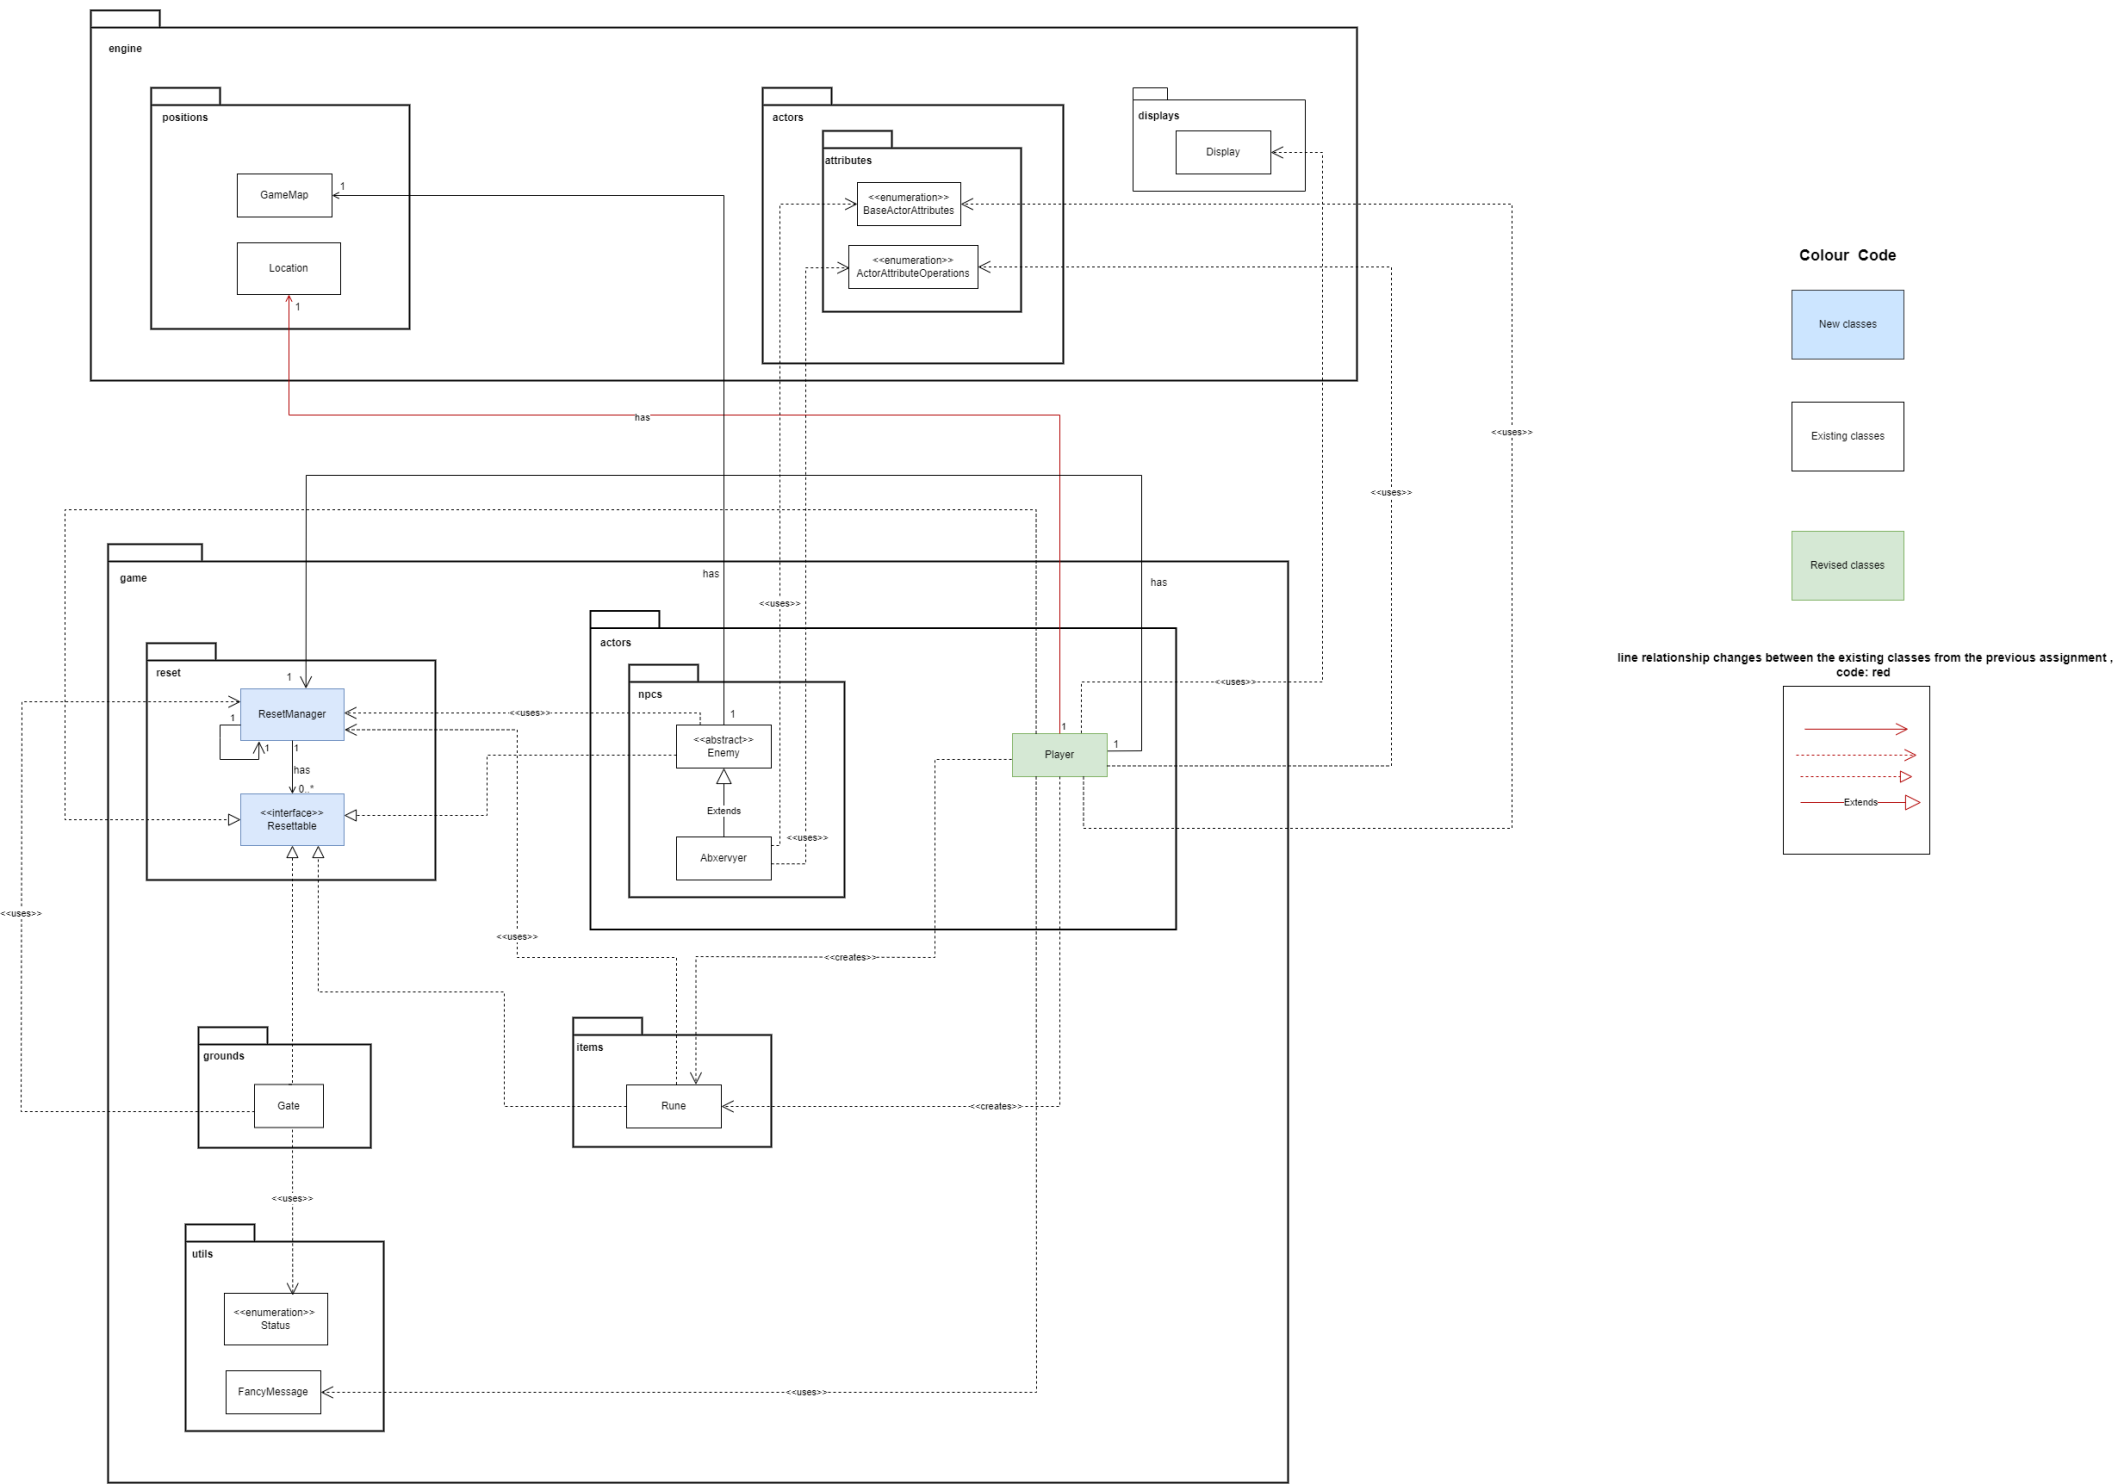 engine
positions
GameMap
1
Location
1
actors
attributes
<<enumeration>>
BaseActorAttributes
<<enumeration>>
ActorAttributeOperations
displays
Display
has
<<uses>>
<<uses>>
Colour  Code
New classes
Existing classes
Revised classes
line relationship changes between the existing classes from the previous assignment ,
code: red
Extends
game
has
has
<<uses>>
reset
1
ResetManager
1
1
1
has
0..*
<<interface>>
Resettable
actors
npcs
1
<<abstract>>
Enemy
Extends
Abxervyer
<<uses>>
<<uses>>
<<uses>>
1
Player
1
<<uses>>
<<uses>>
<<creates>>
grounds
Gate
items
Rune
<<creates>>
<<uses>>
utils
<<enumeration>>
Status
FancyMessage
<<uses>>